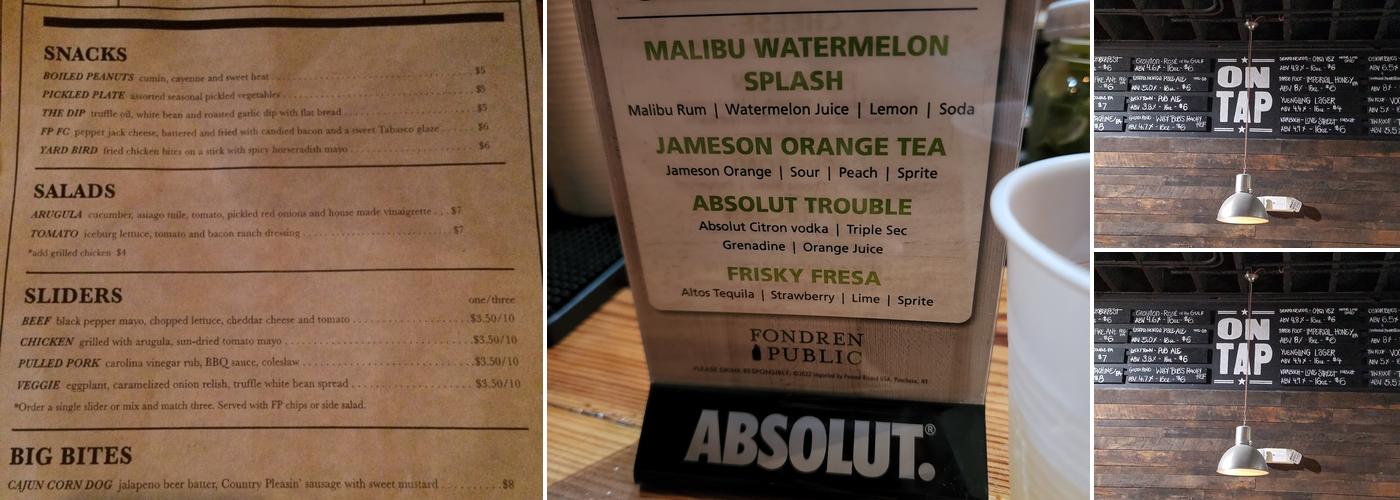 SNACKS
BOILED PEANUTS cumin, cayenne and sweet heat $5
PICKLED PLATE assorted seasonal pickled vegetables $5
THE DIP truffle oil, white bean and roasted garlic dip with flat bread $5
FP FC pepper jack cheese, battered and fried with candied bacon and a sweet Tabasco glaze $6
YARD BIRD fried chicken bites on a stick with spicy horseradish mayo $6
SALADS
ARUGULA cucumber, asiago tuile, tomato, pickled red onions and house made vinaigrette $7
TOMATO iceburg lettuce, tomato and bacon ranch dressing $7
*add grilled chicken $4
SLIDERS
one/three
BEEF black pepper mayo, chopped lettuce, cheddar cheese and tomato $3.50/10
CHICKEN grilled with arugula, sun-dried tomato mayo $3.50/10
PULLED PORK carolina vinegar rub, BBQ sauce, coleslaw $3.50/10
VEGGIE eggplant, caramelized onion relish, truffle white bean spread $3.50/10
*Order a single slider or mix and match three. Served with FP chips or side salad.
BIG BITES
CAJUN CORN DOG jalapeno beer batter, Country Pleasin' sausage with sweet mustard $8
MALIBU WATERMELON
SPLASH
Malibu Rum | Watermelon Juice | Lemon | Soda
JAMESON ORANGE TEA
Jameson Orange | Sour | Peach | Sprite
ABSOLUT TROUBLE
Absolut Citron vodka | Triple Sec
Grenadine | Orange Juice
FRISKY FRESA
Altos Tequila | Strawberry | Lime | Sprite
FONDREN
PUBLIC
PLEASE DRINK RESPONSIBLY. ©2022 Imported by Pernod Ricard USA, Purchase, NY
ABSOLUT.®
ON
TAP
YUENGLING LAGER
ON
TAP
YUENGLING LAGER